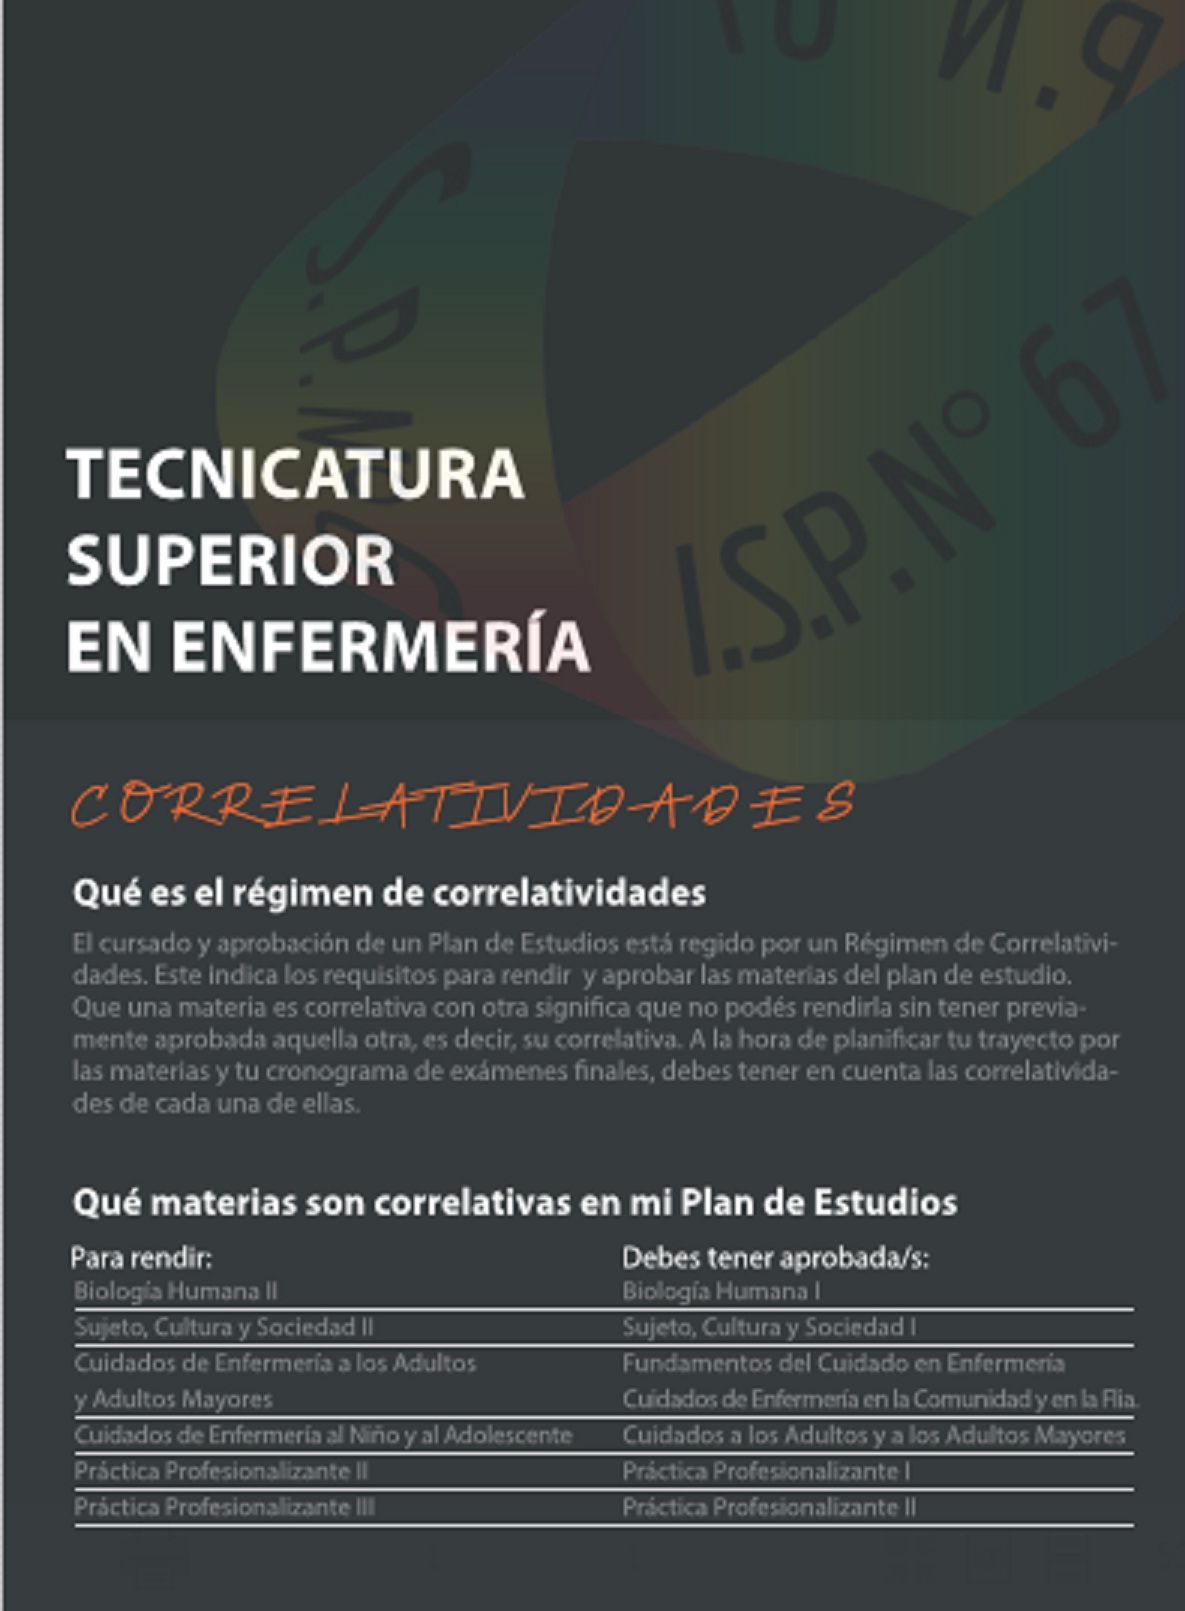 I.S.P.N° 67
TECNICATURA
SUPERIOR
EN ENFERMERÍA
CORRELATIVIDADES
Qué es el régimen de correlatividades
El cursado y aprobación de un Plan de Estudios está regido por un Régimen de Correlativi-
dades. Este indica los requisitos para rendir y aprobar las materias del plan de estudio.
Que una materia es correlativa con otra significa que no podés rendirla sin tener previa-
mente aprobada aquella otra, es decir, su correlativa. A la hora de planificar tu trayecto por
las materias y tu cronograma de exámenes finales, debes tener en cuenta las correlativida-
des de cada una de ellas.
Qué materias son correlativas en mi Plan de Estudios
Para rendir: Debes tener aprobada/s:
Biología Humana II Biología Humana I
Sujeto, Cultura y Sociedad II Sujeto, Cultura y Sociedad I
Cuidados de Enfermería a los Adultos Fundamentos del Cuidado en Enfermería
y Adultos Mayores Cuidados de Enfermería en la Comunidad y en la Flia.
Cuidados de Enfermería al Niño y al Adolescente Cuidados a los Adultos y a los Adultos Mayores
Práctica Profesionalizante II Práctica Profesionalizante I
Práctica Profesionalizante III Práctica Profesionalizante II